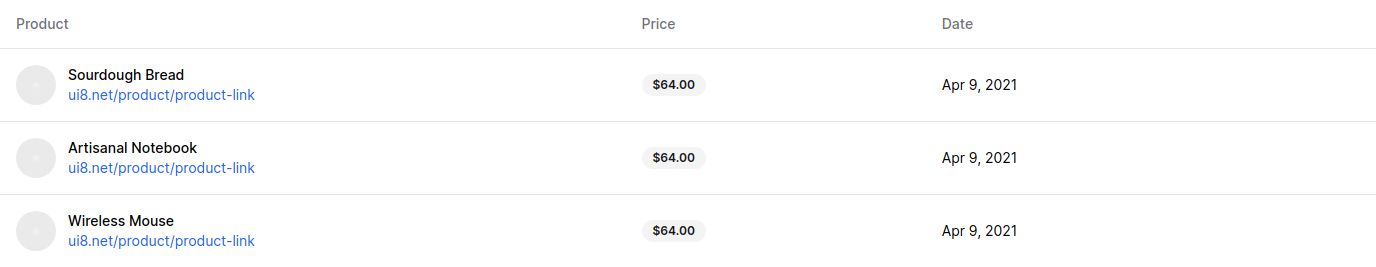 Product Price Date
Sourdough Bread
ui8.net/product/product-link
$64.00
Apr 9, 2021
Artisanal Notebook
ui8.net/product/product-link
$64.00
Apr 9, 2021
Wireless Mouse
ui8.net/product/product-link
$64.00
Apr 9, 2021